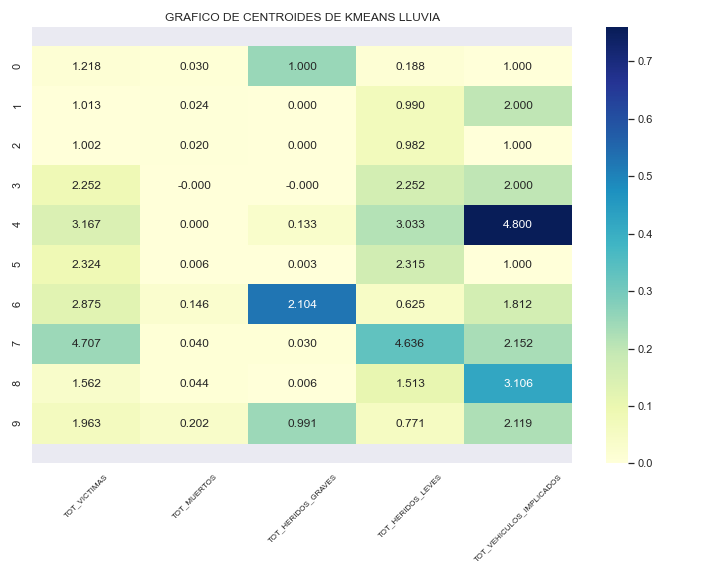 GRAFICO DE CENTROIDES DE KMEANS LLUVIA
0 1.218 0.030 1.000 0.188 1.000
1 1.013 0.024 0.000 0.990 2.000
2 1.002 0.020 0.000 0.982 1.000
3 2.252 -0.000 -0.000 2.252 2.000
4 3.167 0.000 0.133 3.033 4.800
5 2.324 0.006 0.003 2.315 1.000
6 2.875 0.146 2.104 0.625 1.812
7 4.707 0.040 0.030 4.636 2.152
8 1.562 0.044 0.006 1.513 3.106
9 1.963 0.202 0.991 0.771 2.119
TOT_VICTIMAS
TOT_MUERTOS
TOT_HERIDOS_GRAVES
TOT_HERIDOS_LEVES
TOT_VEHICULOS_IMPLICADOS
0.7
0.6
0.5
0.4
0.3
0.2
0.1
0.0